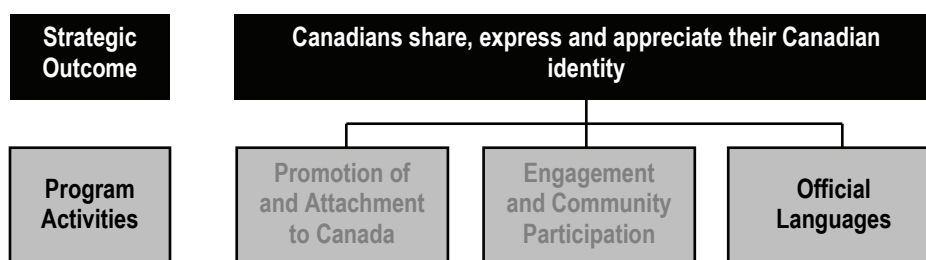 Strategic
Outcome
Canadians share, express and appreciate their Canadian
identity
Program
Activities
Promotion of
and Attachment
to Canada
Engagement
and Community
Participation
Official
Languages